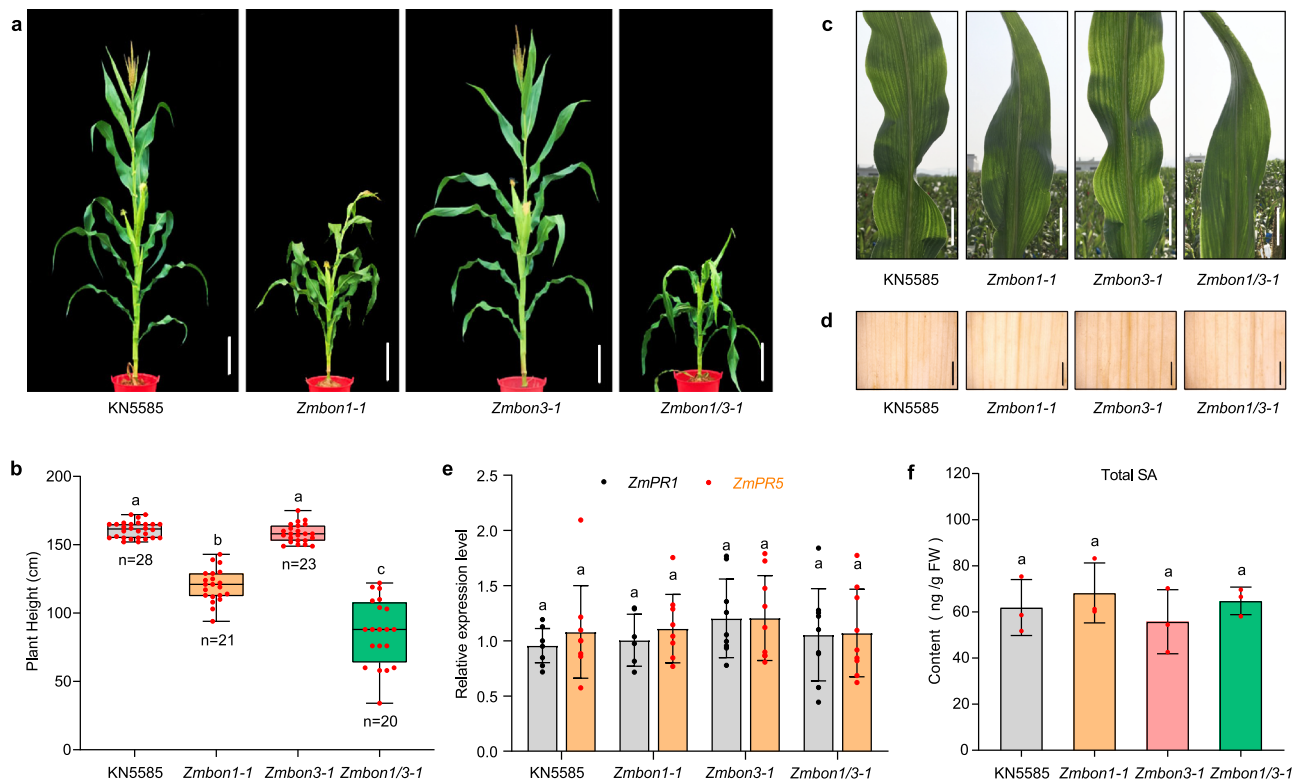 a
KN5585
Zmbon1-1
Zmbon3-1
Zmbon1/3-1
b
Plant Height (cm)
200
150
100
50
0
a
n=28
b
n=21
a
n=23
c
n=20
KN5585
Zmbon1-1
Zmbon3-1
Zmbon1/3-1
c
KN5585
Zmbon1-1
Zmbon3-1
Zmbon1/3-1
d
KN5585
Zmbon1-1
Zmbon3-1
Zmbon1/3-1
e
Relative expression level
2.5
2.0
1.5
1.0
0.5
0.0
ZmPR1
ZmPR5
a
a
a
a
a
a
a
a
KN5585
Zmbon1-1
Zmbon3-1
Zmbon1/3-1
f
Total SA
Content ( ng /g FW )
120
100
80
60
40
20
0
a
a
a
a
KN5585
Zmbon1-1
Zmbon3-1
Zmbon1/3-1